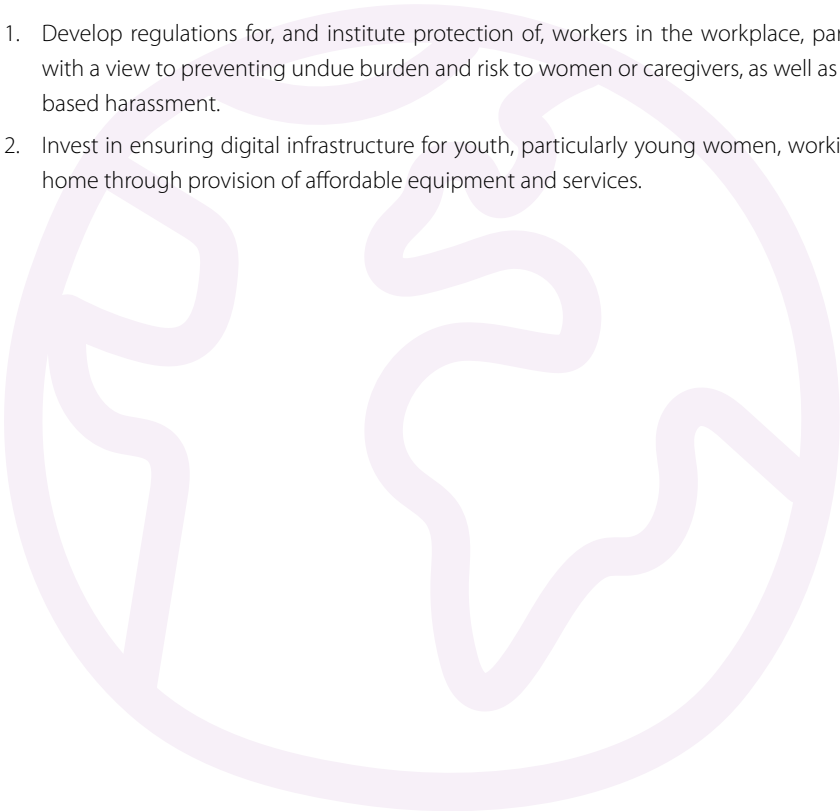 1. Develop regulations for, and institute protection of, workers in the workplace, par
with a view to preventing undue burden and risk to women or caregivers, as well as
based harassment.
2. Invest in ensuring digital infrastructure for youth, particularly young women, worki
home through provision of affordable equipment and services.